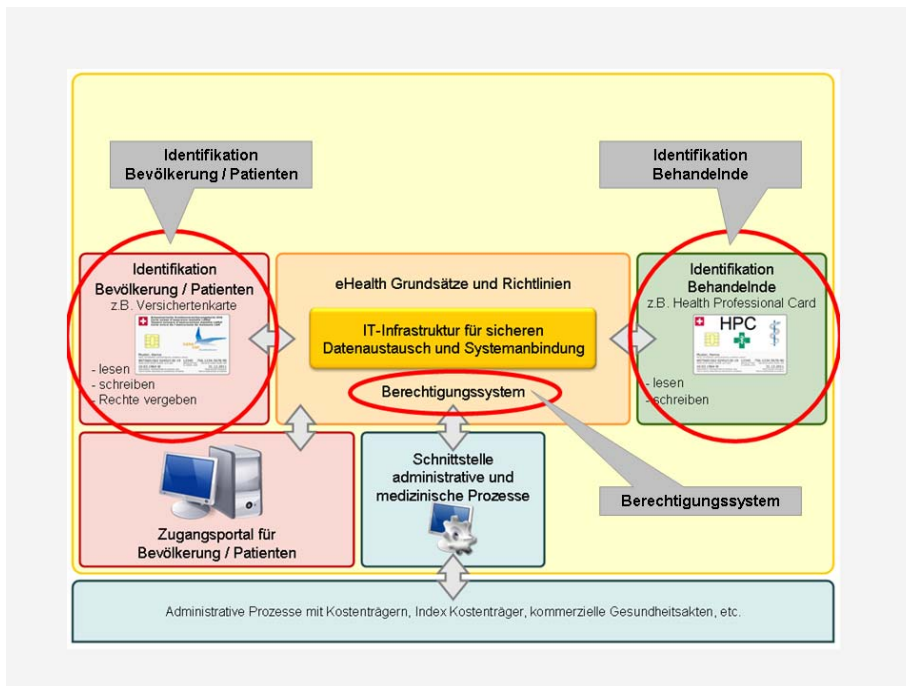 Identifikation
Bevölkerung / Patienten
Identifikation
Behandelnde
Identifikation
Bevölkerung / Patienten
z.B. Versichertenkarte
- lesen
- schreiben
- Rechte vergeben
eHealth Grundsätze und Richtlinien
IT-Infrastruktur für sicheren
Datenaustausch und Systemanbindung
Berechtigungssystem
Identifikation
Behandelnde
z.B. Health Professional Card
HPC
- lesen
- schreiben
Zugangsportal für
Bevölkerung / Patienten
Schnittstelle
administrative und
medizinische Prozesse
Berechtigungssystem
Administrative Prozesse mit Kostenträgern, Index Kostenträger, kommerzielle Gesundheitsakten, etc.